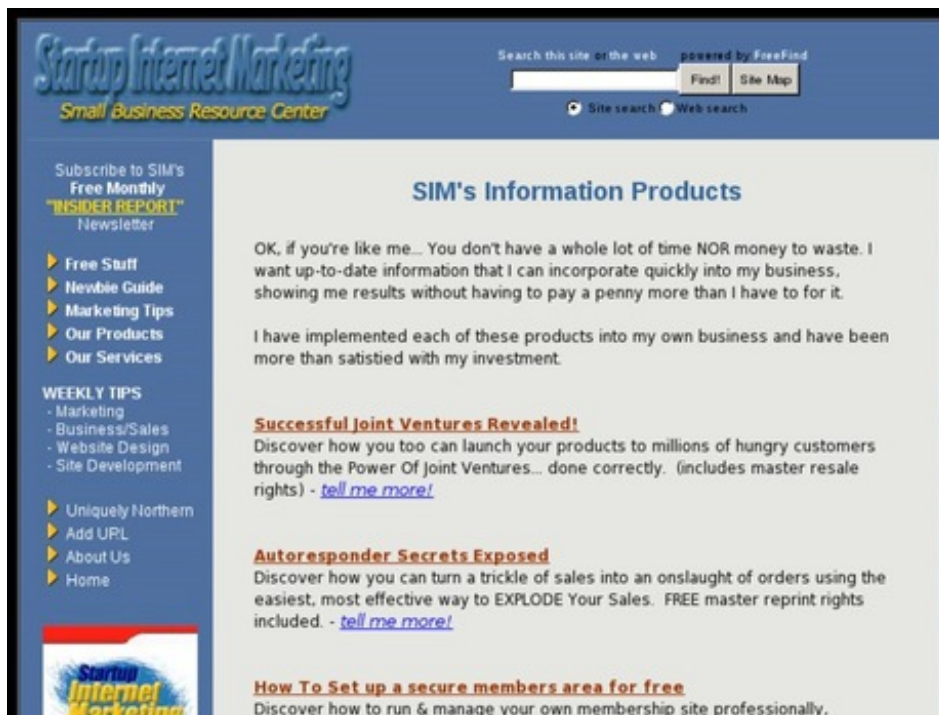 Startup Internet Marketing
Small Business Resource Center
Search this site or the web powered by FreeFind
Find! Site Map
Site search Web search
Subscribe to SIM's
Free Monthly
"INSIDER REPORT"
Newsletter
Free Stuff
Newbie Guide
Marketing Tips
Our Products
Our Services
WEEKLY TIPS
- Marketing
- Business/Sales
- Website Design
- Site Development
Uniquely Northern
Add URL
About Us
Home
Startup
Internet
Marketing
SIM's Information Products
OK, if you're like me... You don't have a whole lot of time NOR money to waste. I
want up-to-date information that I can incorporate quickly into my business,
showing me results without having to pay a penny more than I have to for it.
I have implemented each of these products into my own business and have been
more than satistied with my investment.
Successful Joint Ventures Revealed!
Discover how you too can launch your products to millions of hungry customers
through the Power Of Joint Ventures... done correctly. (includes master resale
rights) - tell me more!
Autoresponder Secrets Exposed
Discover how you can turn a trickle of sales into an onslaught of orders using the
easiest, most effective way to EXPLODE Your Sales. FREE master reprint rights
included. - tell me more!
How To Set up a secure members area for free
Discover how to run & manage your own membership site professionally,